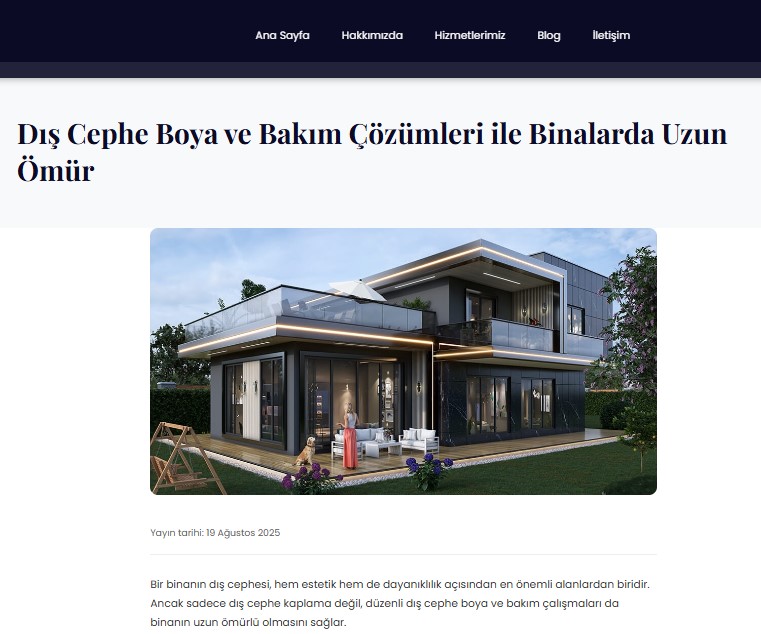 Ana Sayfa Hakkımızda Hizmetlerimiz Blog İletişim
Dış Cephe Boya ve Bakım Çözümleri ile Binalarda Uzun
Ömür
Yayın tarihi: 19 Ağustos 2025
Bir binanın dış cephesi, hem estetik hem de dayanıklılık açısından en önemli alanlardan biridir.
Ancak sadece dış cephe kaplama değil, düzenli dış cephe boya ve bakım çalışmaları da
binanın uzun ömürlü olmasını sağlar.